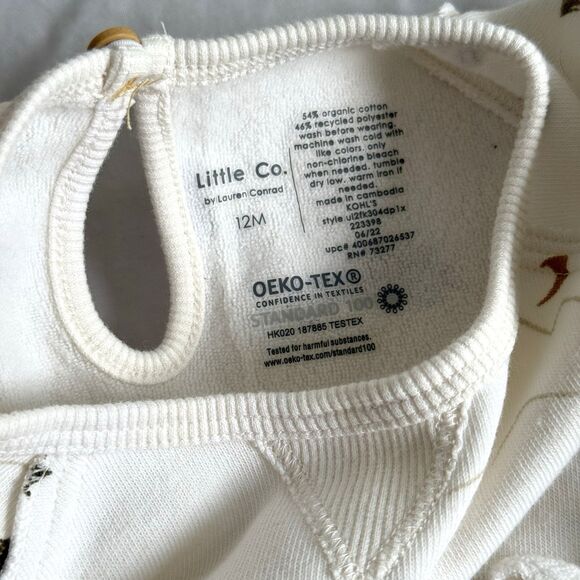 Little Co.
by Lauren Conrad
12M
54% organic cotton
46% recycled polyester
wash before wearing.
machine wash cold with
like colors. only
non-chlorine bleach
when needed. tumble
dry low. warm iron if
needed.
made in cambodia
KOHL'S
style ul2fk304dp1x
223398
06/22
upc# 400687026537
RN# 73277
OEKO-TEX®
CONFIDENCE IN TEXTILES
STANDARD 100
HK020 187885 TESTEX
Tested for harmful substances.
www.oeko-tex.com/standard100